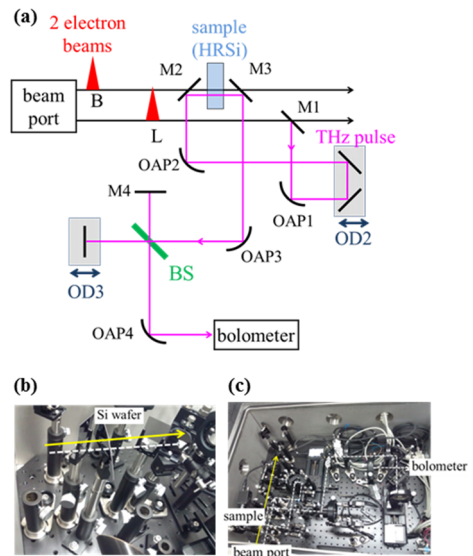 (a)
2 electron
beams
sample
(HRSi)
M2
M3
B
beam
port
M1
L
THz pulse
OAP2
M4
OAP1
OD2
OAP3
BS
OD3
OAP4
bolometer
(b)
(c)
Si wafer
bolometer
sample
beam port